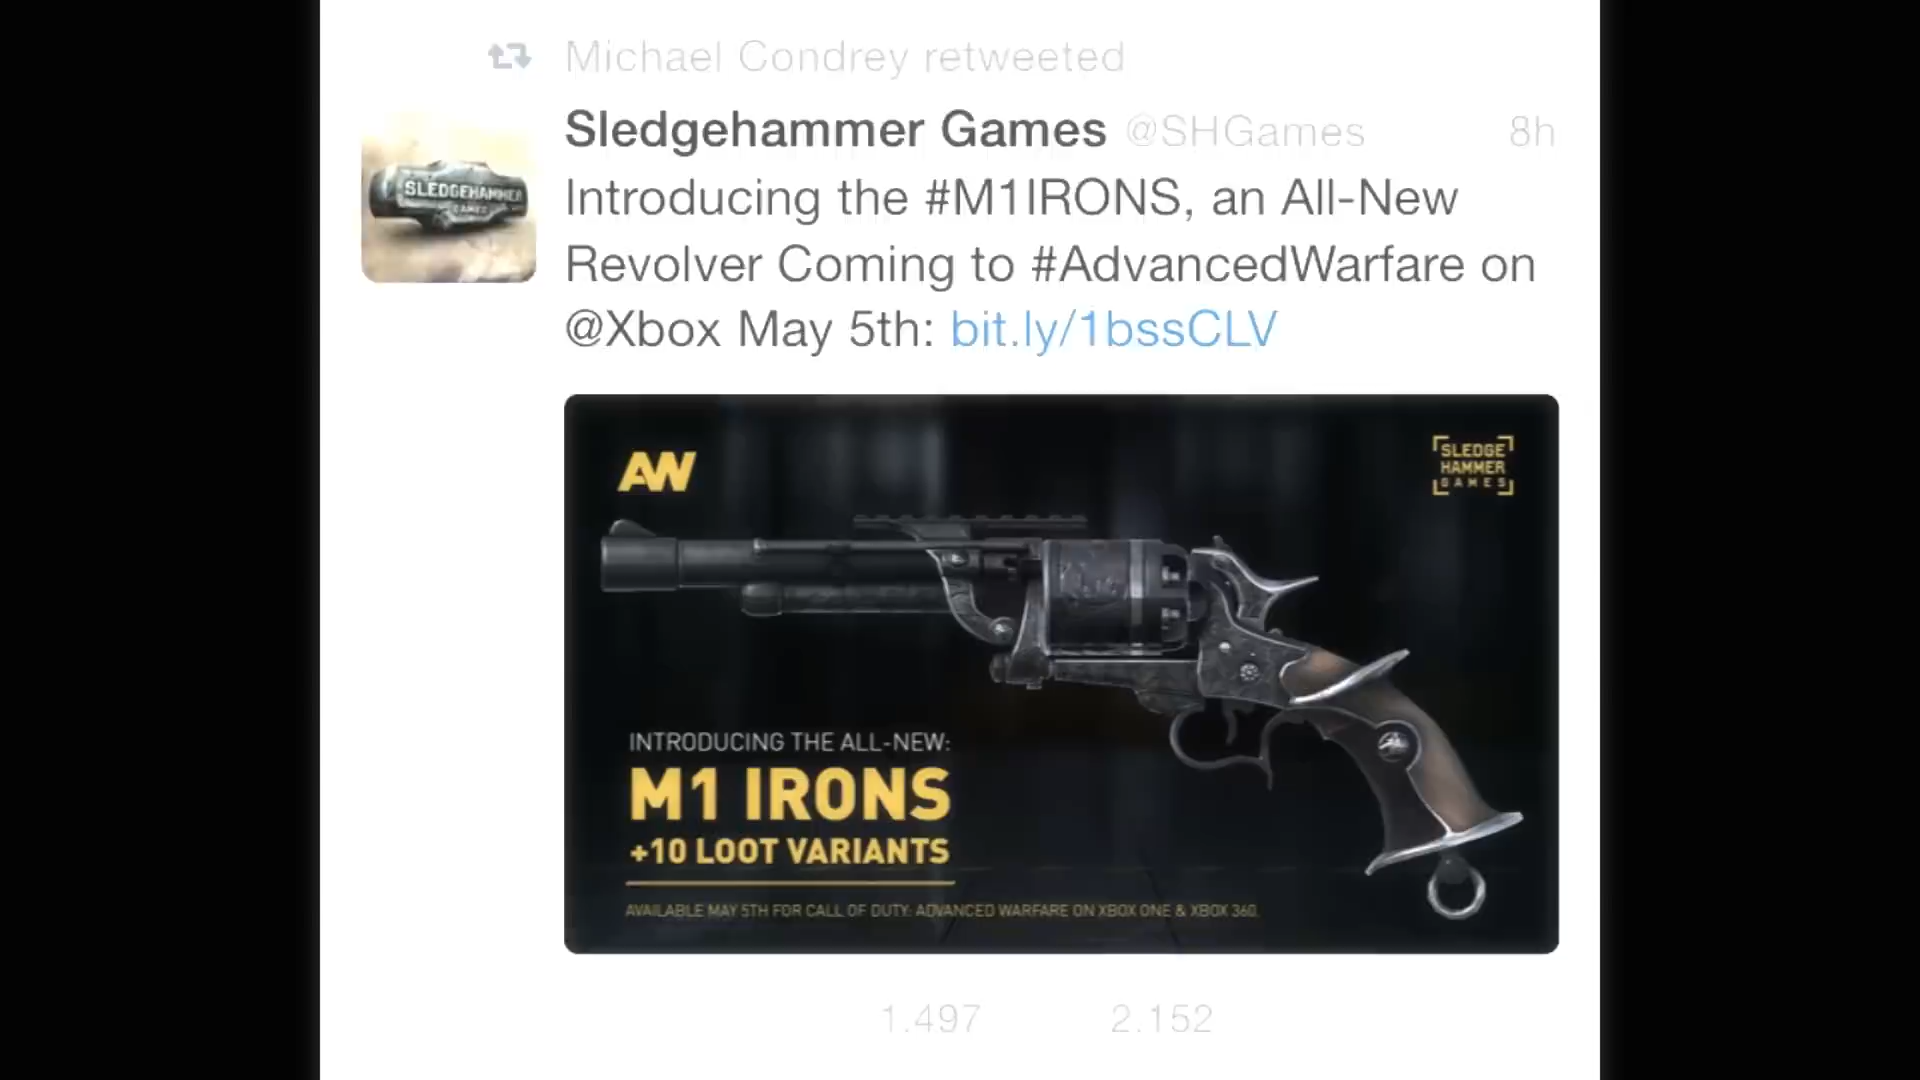 Michael Condrey retweeted
Sledgehammer Games @SHGames 8h
SLEDGEHAMMER
GAMES
Introducing the #M1IRONS, an All-New
Revolver Coming to #AdvancedWarfare on
@Xbox May 5th: bit.ly/1bssCLV
AW
SLEDGE
HAMMER
GAMES
INTRODUCING THE ALL-NEW:
M1 IRONS
+10 LOOT VARIANTS
AVAILABLE MAY 5TH FOR CALL OF DUTY: ADVANCED WARFARE ON XBOX ONE & XBOX 360.
1.497 2.152